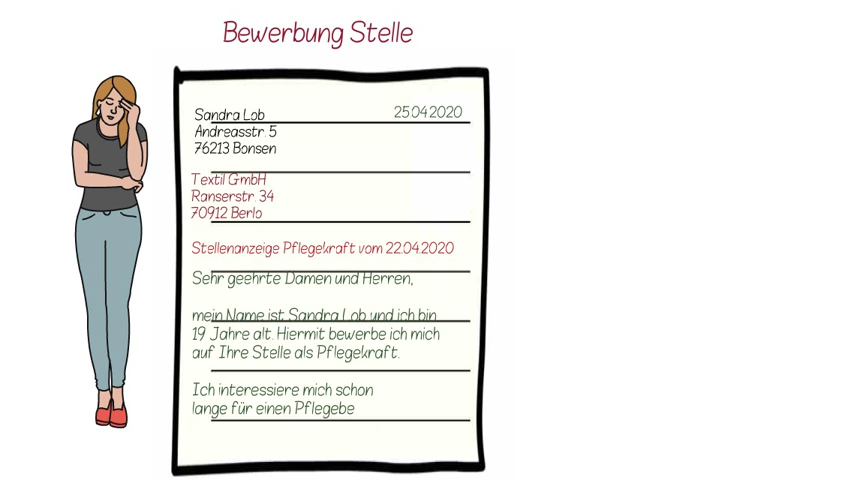 Bewerbung Stelle
Sandra Lob 25.04.2020
Andreasstr. 5
76213 Bonsen
Textil GmbH
Ranserstr. 34
70912 Berlo
Stellenanzeige Pflegekraft vom 22.04.2020
Sehr geehrte Damen und Herren,
mein Name ist Sandra Lob und ich bin
19 Jahre alt. Hiermit bewerbe ich mich
auf Ihre Stelle als Pflegekraft.
Ich interessiere mich schon
lange für einen Pflegebe